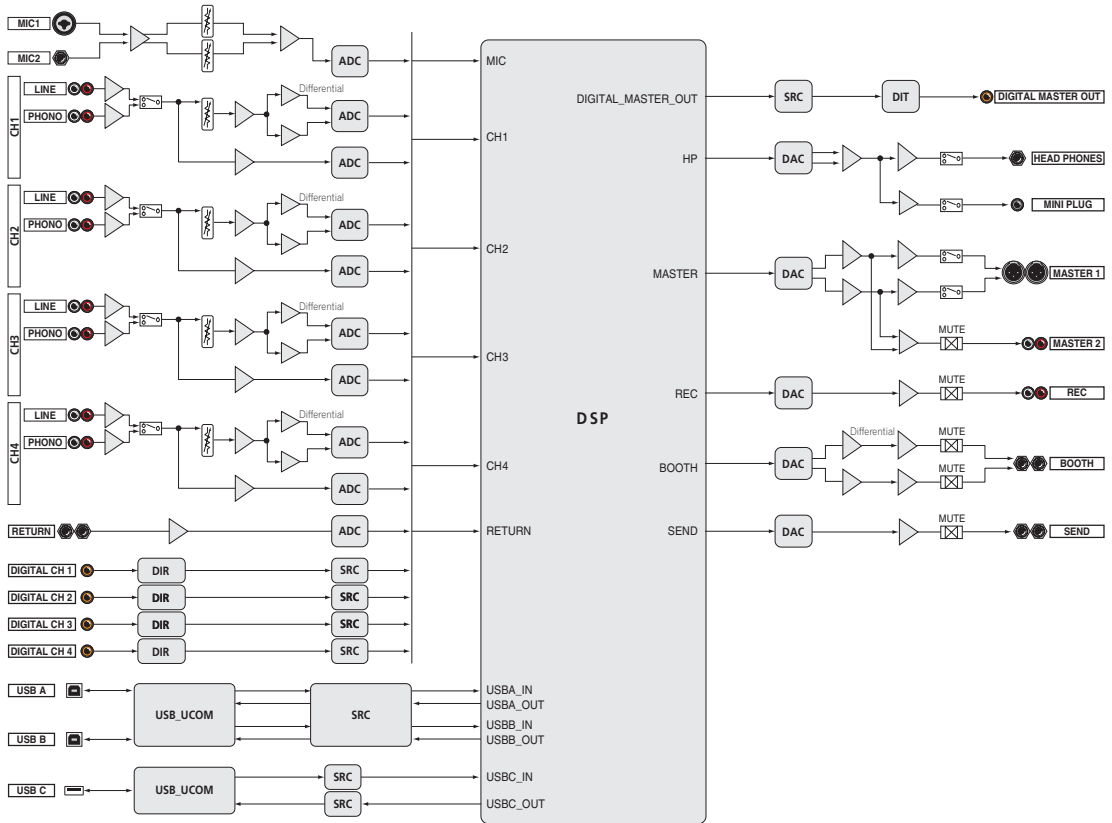 MIC1
MIC2
ADC
MIC
CH1
LINE
PHONO
Differential
ADC
ADC
CH1
CH2
LINE
PHONO
Differential
ADC
ADC
CH2
CH3
LINE
PHONO
Differential
ADC
ADC
CH3
CH4
LINE
PHONO
Differential
ADC
ADC
CH4
RETURN
ADC
RETURN
DIGITAL CH 1
DIR
SRC
DIGITAL CH 2
DIR
SRC
DIGITAL CH 3
DIR
SRC
DIGITAL CH 4
DIR
SRC
USB A
USB B
USB_UCOM
SRC
USBA_IN
USBA_OUT
USBB_IN
USBB_OUT
USB C
USB_UCOM
SRC
SRC
USBC_IN
USBC_OUT
DSP
DIGITAL_MASTER_OUT
SRC
DIT
DIGITAL MASTER OUT
HP
DAC
HEAD PHONES
MINI PLUG
MASTER
DAC
MASTER 1
MUTE
MASTER 2
REC
DAC
MUTE
REC
BOOTH
DAC
Differential
MUTE
MUTE
BOOTH
SEND
DAC
MUTE
SEND